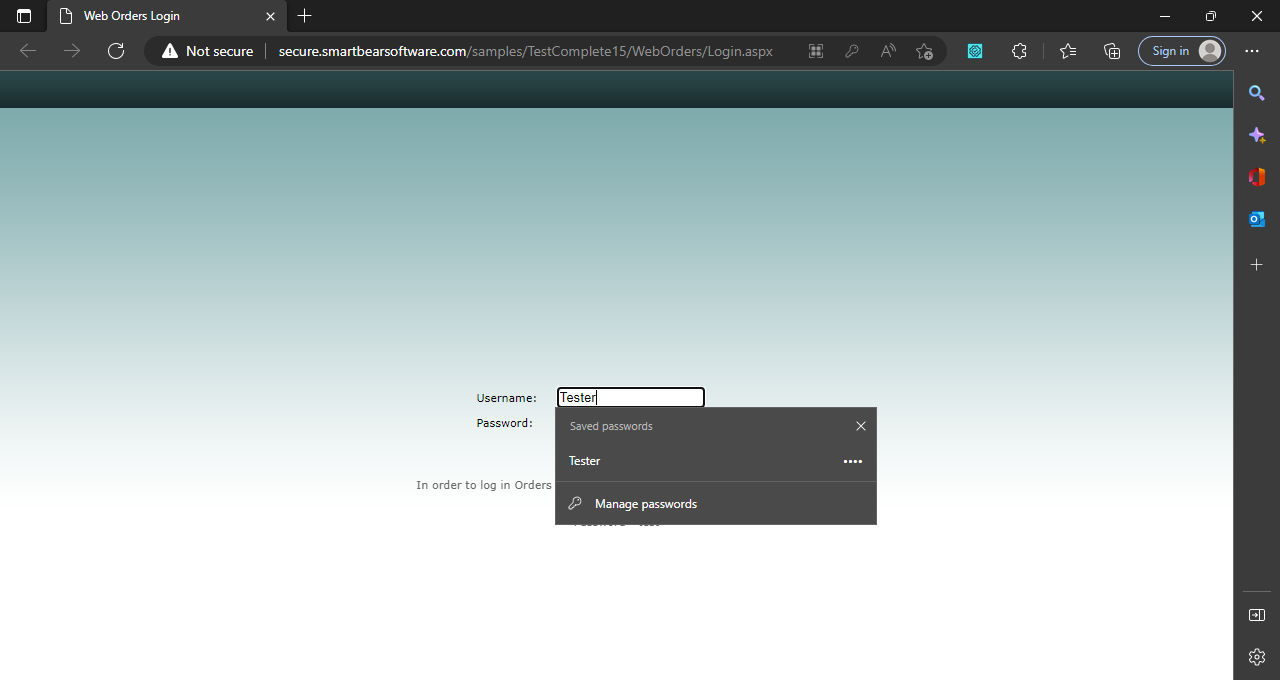 Web Orders Login
Not secure
secure.smartbearsoftware.com/samples/TestComplete15/WebOrders/Login.aspx
Sign in
Username:
Tester
Password:
Saved passwords
Tester
••••
In order to log in Orders
Manage passwords